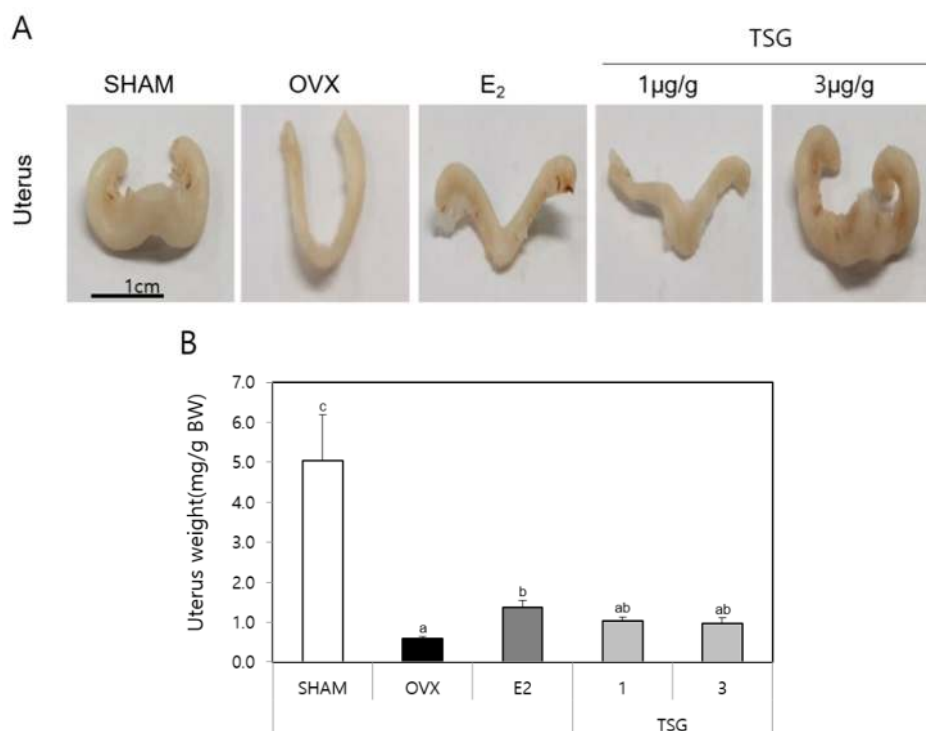 A
TSG
SHAM OVX E₂ 1μg/g 3μg/g
Uterus
1cm
B
Uterus weight(mg/g BW)
7.0
6.0
5.0
4.0
3.0
2.0
1.0
0.0
c
a
b
ab
ab
SHAM OVX E2 1 3
TSG